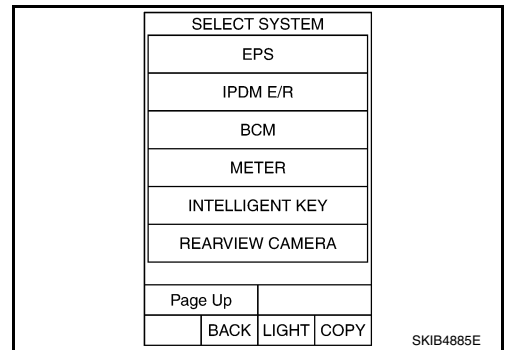 SELECT SYSTEM
EPS
IPDM E/R
BCM
METER
INTELLIGENT KEY
REARVIEW CAMERA
Page Up
BACK LIGHT COPY
SKIB4885E